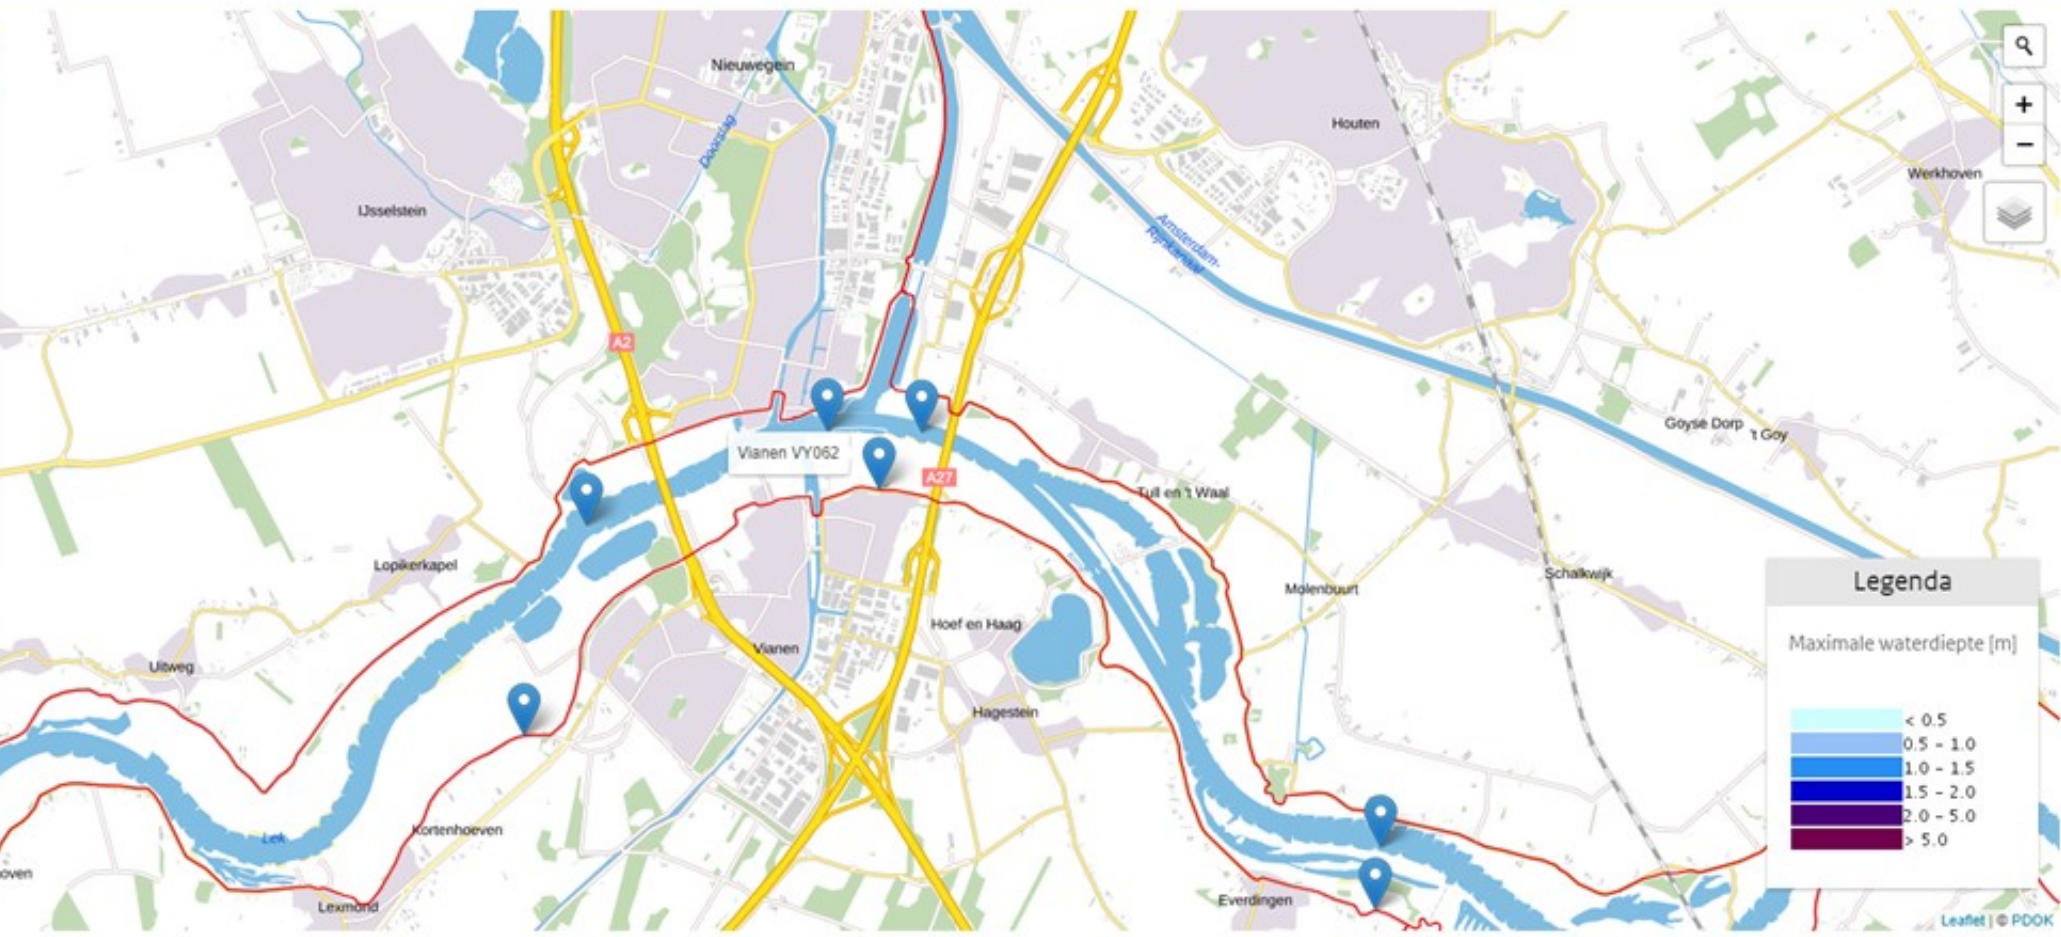 Nieuwegein
Doorslag
Houten
Werkhoven
IJsselstein
Amsterdam-
Rijnkanaal
A2
Goyse Dorp
't Goy
Vianen VY062
A27
Tull en 't Waal
Lopikerkapel
Schalkwijk
Molenbuurt
Hoef en Haag
Vianen
Uitweg
Hagestein
Lek
Kortenhoeven
oven
Lexmond
Everdingen
+
−
Legenda
Maximale waterdiepte [m]
< 0.5
0.5 - 1.0
1.0 - 1.5
1.5 - 2.0
2.0 - 5.0
> 5.0
Leaflet | © PDOK